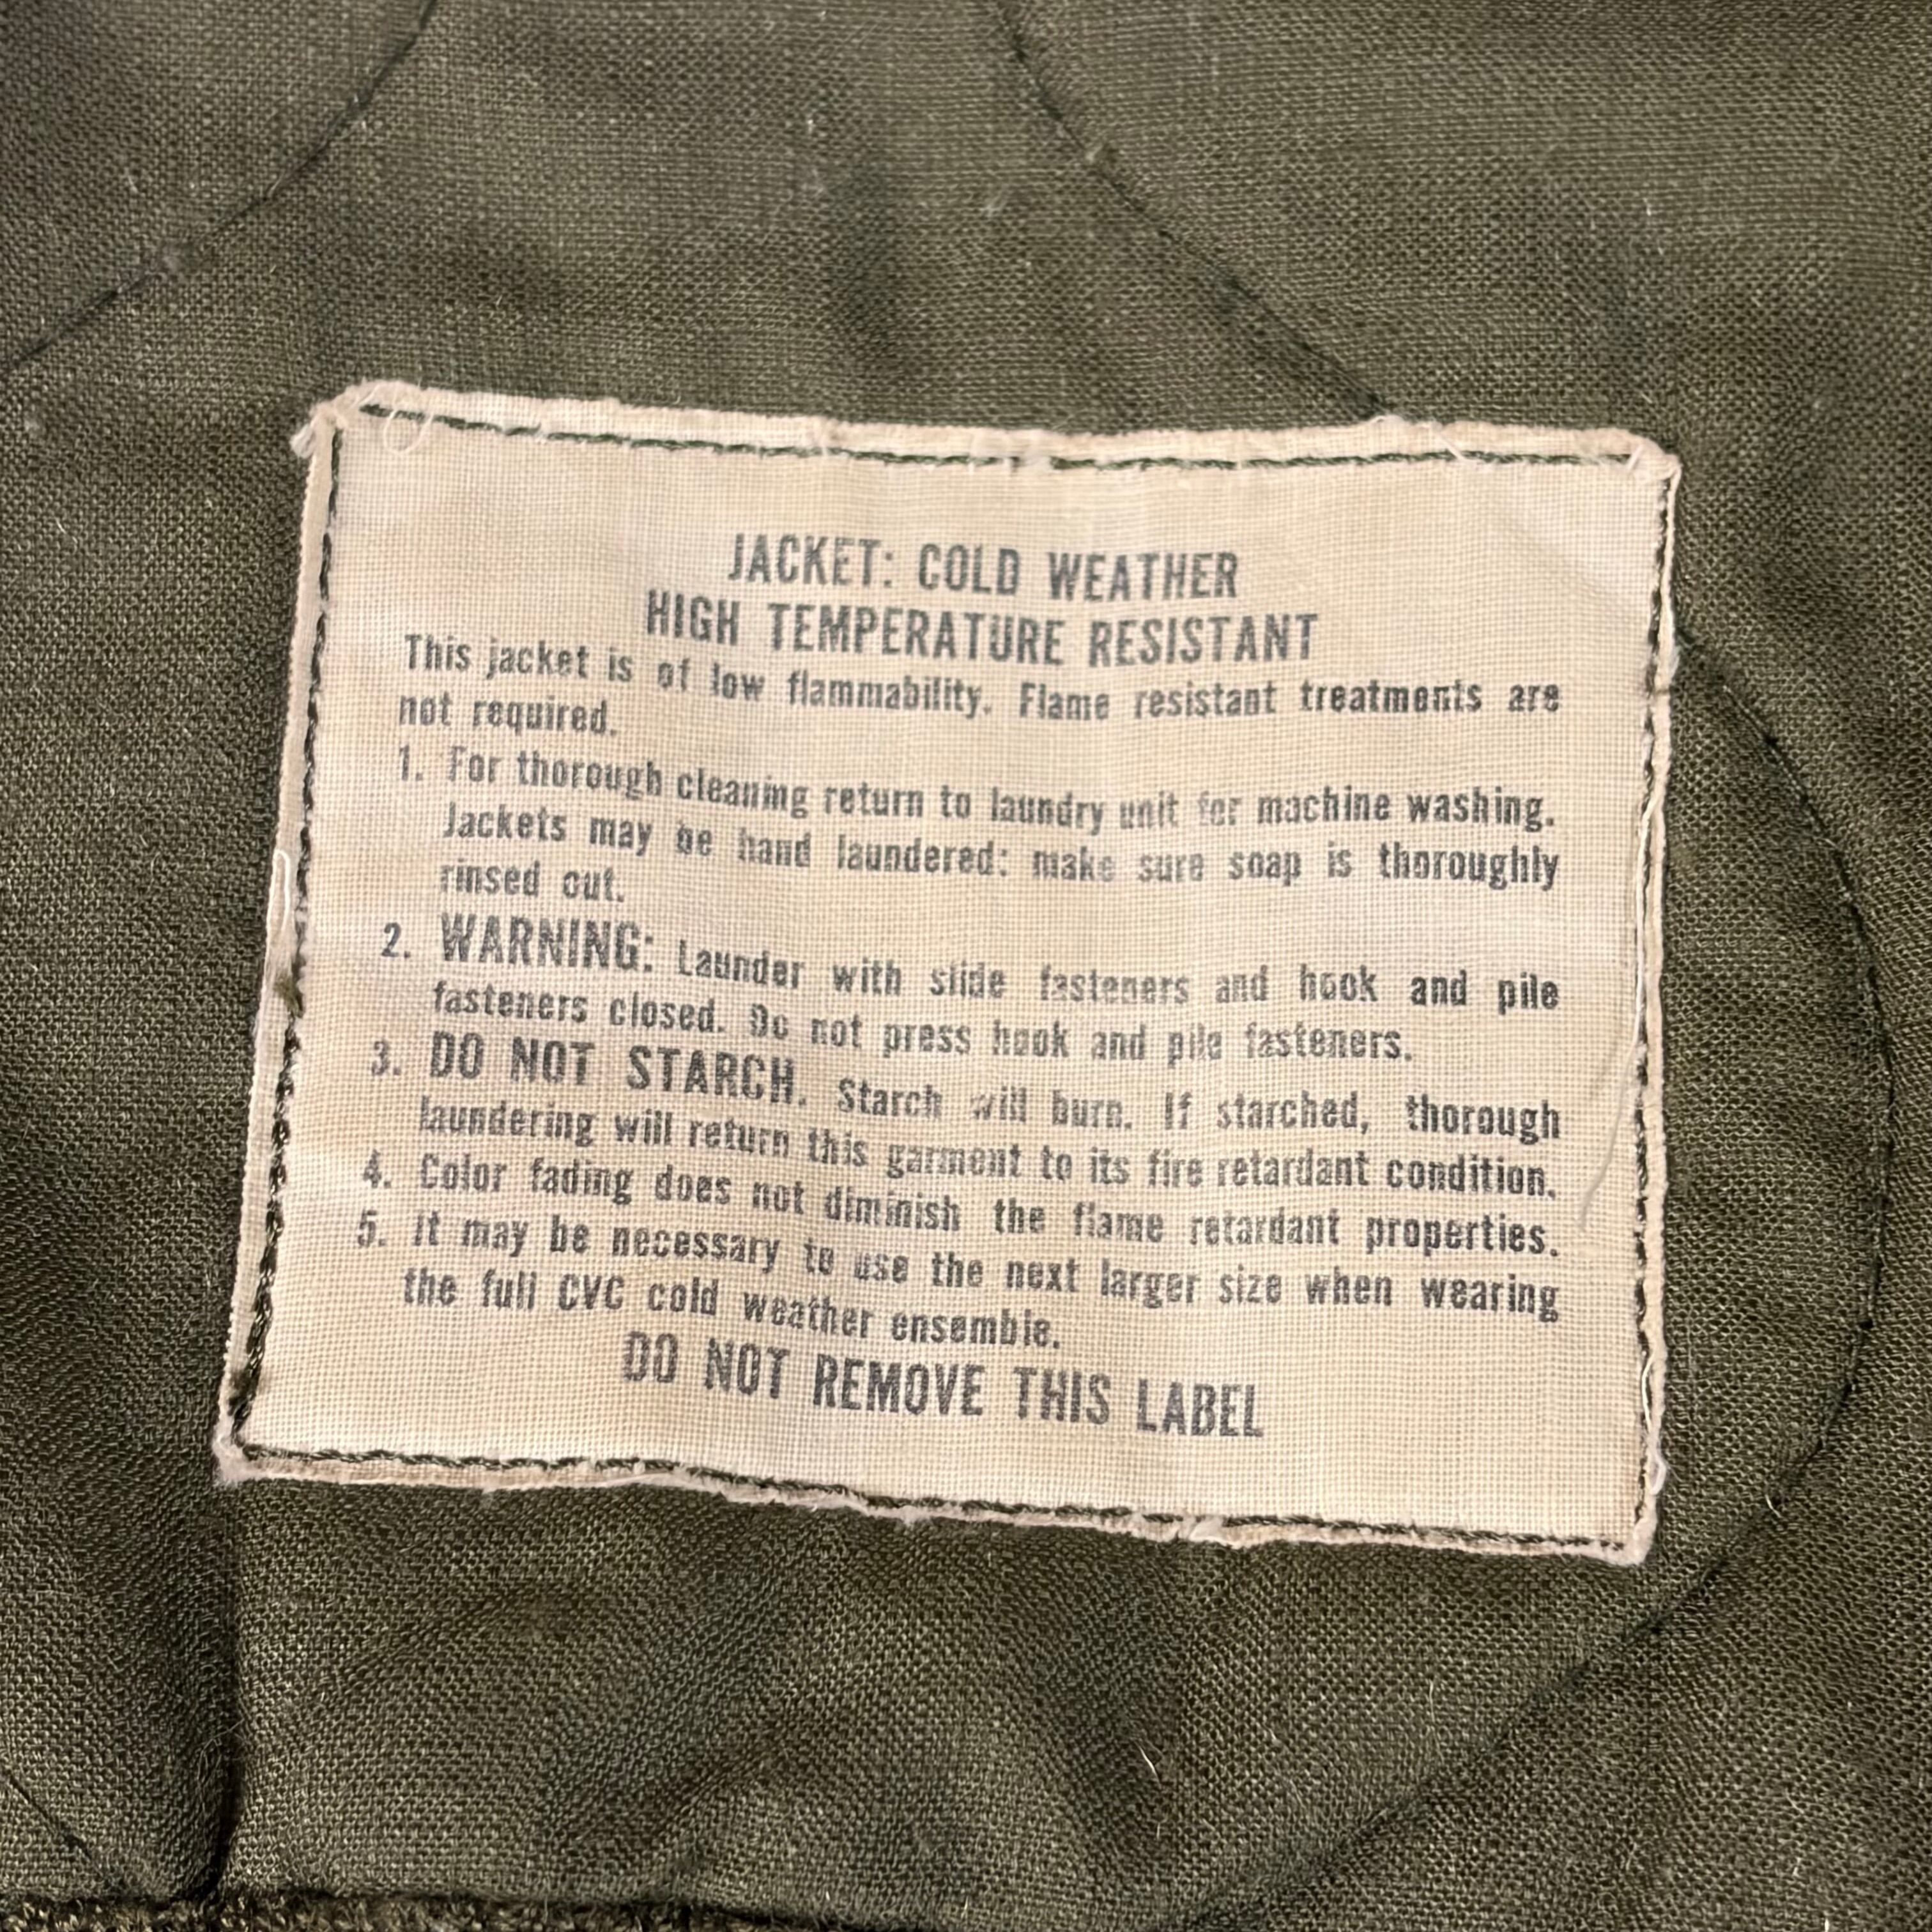 JACKET: COLD WEATHER
HIGH TEMPERATURE RESISTANT
This jacket is of low flammability. Flame resistant treatments are
not required.
1. For thorough cleaning return to laundry unit for machine washing.
Jackets may be hand laundered: make sure soap is thoroughly
rinsed out.
2. WARNING: Launder with slide fasteners and hook and pile
fasteners closed. Do not press hook and pile fasteners.
3. DO NOT STARCH. Starch will burn. If starched, thorough
laundering will return this garment to its fire retardant condition.
4. Color fading does not diminish the flame retardant properties.
5. It may be necessary to use the next larger size when wearing
the full CVC cold weather ensemble.
DO NOT REMOVE THIS LABEL